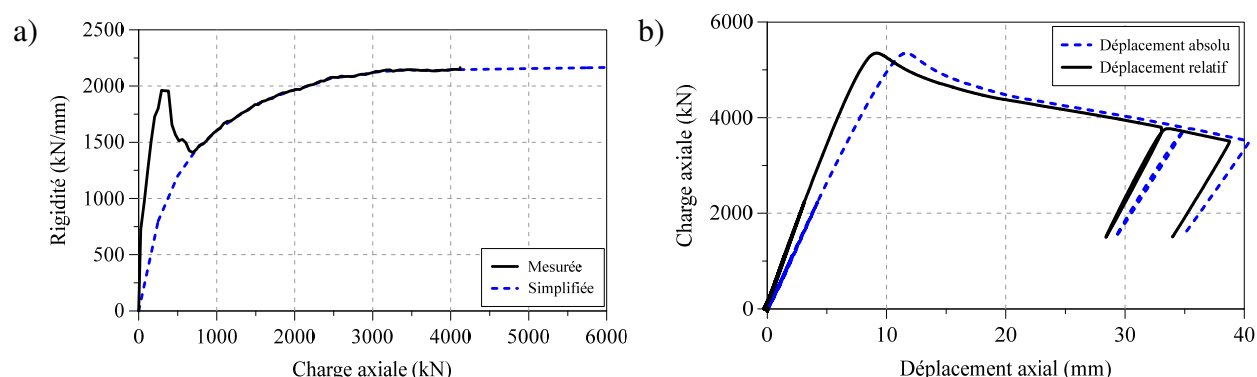 a)
2500
2000
1500
1000
500
0
Rigidité (kN/mm)
Mesurée
Simplifiée
0 1000 2000 3000 4000 5000 6000
Charge axiale (kN)
b)
6000
4000
2000
0
Charge axiale (kN)
Déplacement absolu
Déplacement relatif
0 10 20 30 40
Déplacement axial (mm)